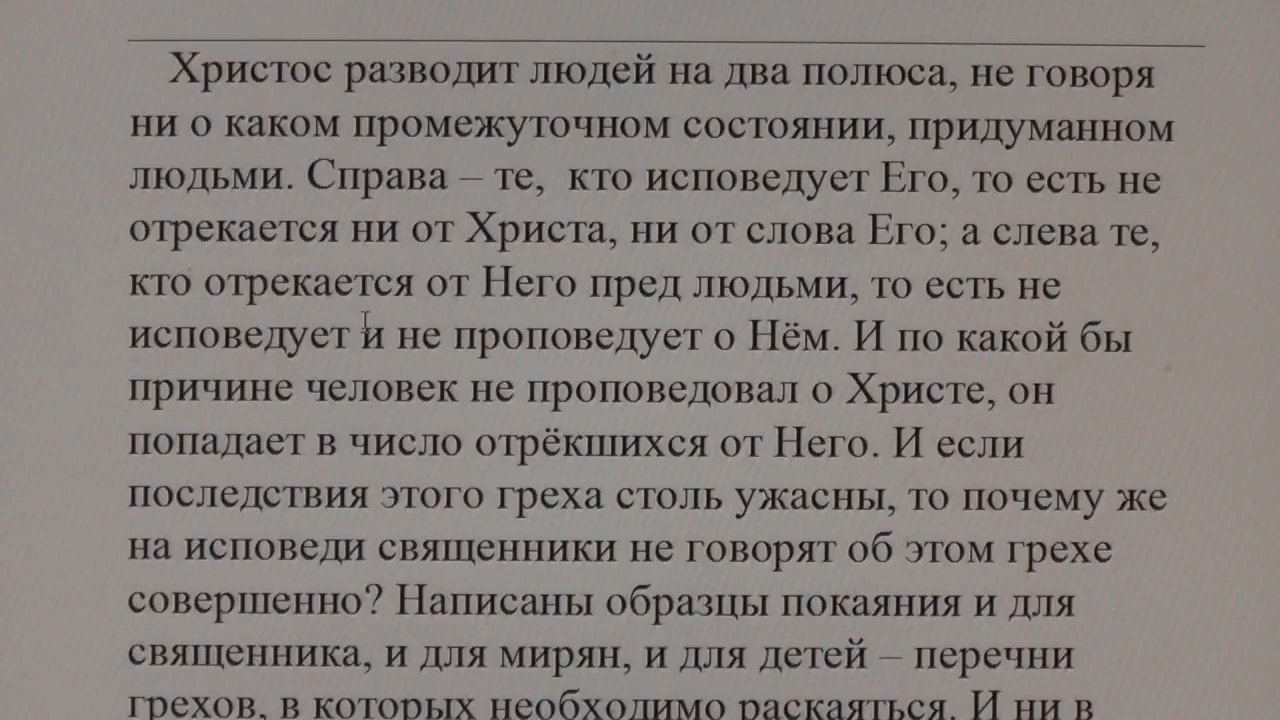 Христос разводит людей на два полюса, не говоря
ни о каком промежуточном состоянии, придуманном
людьми. Справа – те,  кто исповедует Его, то есть не
отрекается ни от Христа, ни от слова Его; а слева те,
кто отрекается от Него пред людьми, то есть не
исповедует и не проповедует о Нём. И по какой бы
причине человек не проповедовал о Христе, он
попадает в число отрёкшихся от Него. И если
последствия этого греха столь ужасны, то почему же
на исповеди священники не говорят об этом грехе
совершенно? Написаны образцы покаяния и для
священника, и для мирян, и для детей – перечни
грехов, в которых необходимо раскаяться. И ни в